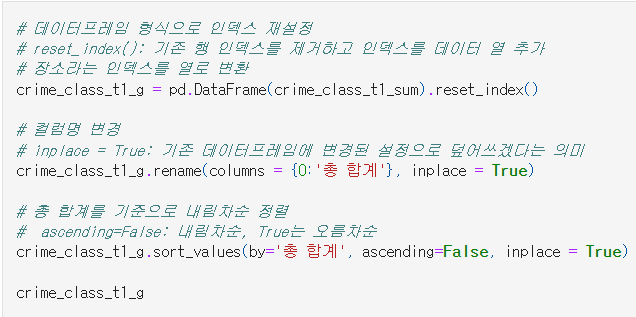 # 데이터프레임 형식으로 인덱스 재설정
# reset_index(): 기존 행 인덱스를 제거하고 인덱스를 데이터 열 추가
# 장소라는 인덱스를 열로 변환
crime_class_t1_g = pd.DataFrame(crime_class_t1_sum).reset_index()
# 컬럼명 변경
# inplace = True: 기존 데이터프레임에 변경된 설정으로 덮어쓰겠다는 의미
crime_class_t1_g.rename(columns = {0:'총 합계'}, inplace = True)
# 총 합계를 기준으로 내림차순 정렬
#  ascending=False: 내림차순, True는 오름차순
crime_class_t1_g.sort_values(by='총 합계', ascending=False, inplace = True)
crime_class_t1_g